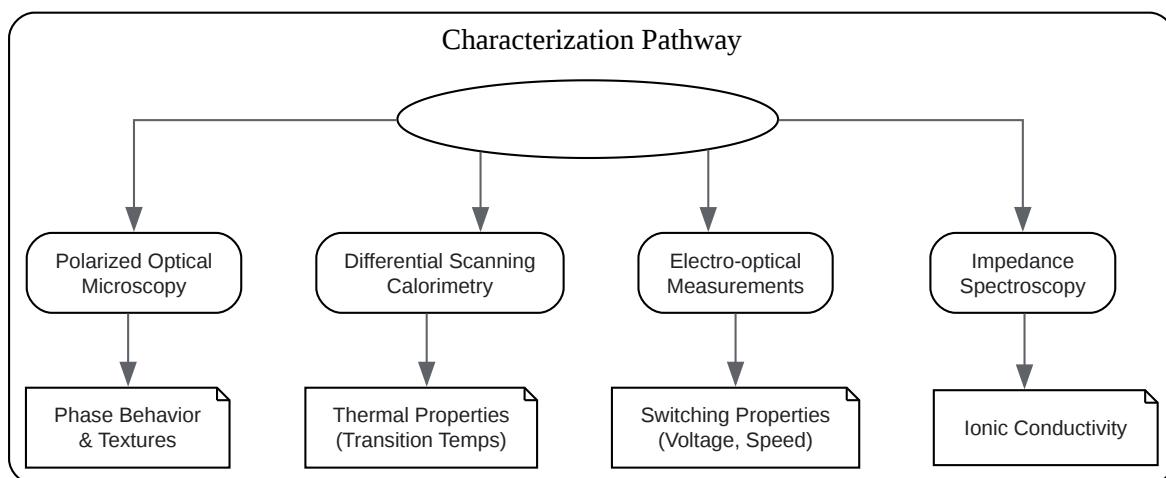 Characterization Pathway
Polarized Optical
Microscopy
Differential Scanning
Calorimetry
Electro-optical
Measurements
Impedance
Spectroscopy
Phase Behavior
& Textures
Thermal Properties
(Transition Temps)
Switching Properties
(Voltage, Speed)
Ionic Conductivity